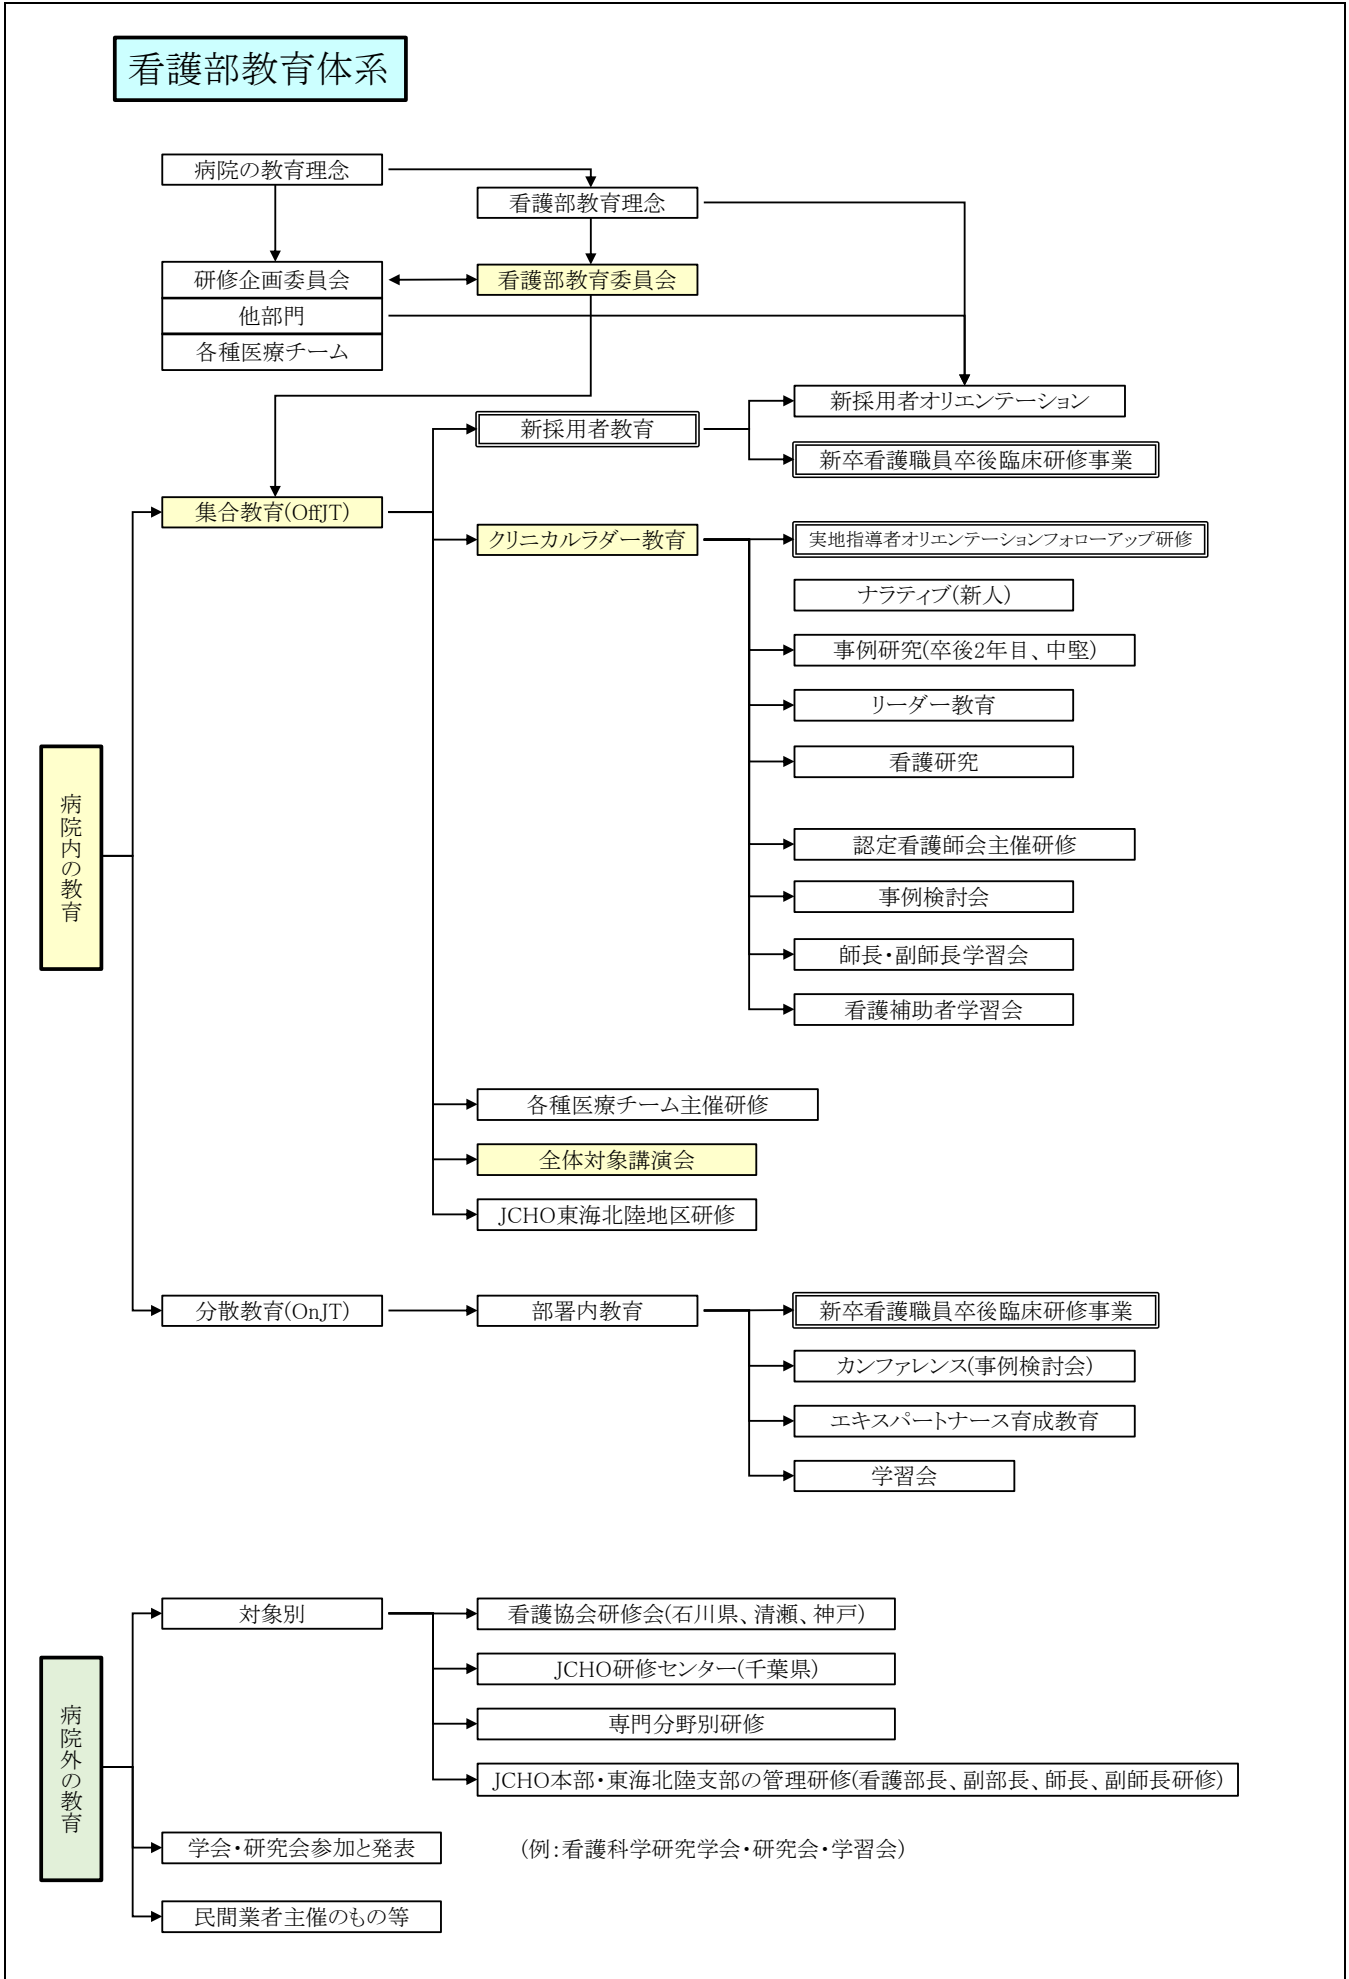 看護部教育体系
病院の教育理念
看護部教育理念
研修企画委員会
看護部教育委員会
他部門
各種医療チーム
新採用者教育
新採用者オリエンテーション
新卒看護職員卒後臨床研修事業
集合教育(OffJT)
クリニカルラダー教育
実地指導者オリエンテーションフォローアップ研修
ナラティブ(新人)
事例研究(卒後2年目、中堅)
リーダー教育
看護研究
病院内の教育
認定看護師会主催研修
事例検討会
師長・副師長学習会
看護補助者学習会
各種医療チーム主催研修
全体対象講演会
JCHO東海北陸地区研修
分散教育(OnJT)
部署内教育
新卒看護職員卒後臨床研修事業
カンファレンス(事例検討会)
エキスパートナース育成教育
学習会
対象別
看護協会研修会(石川県、清瀬、神戸)
JCHO研修センター(千葉県)
専門分野別研修
病院外の教育
JCHO本部・東海北陸支部の管理研修(看護部長、副部長、師長、副師長研修)
学会・研究会参加と発表
(例:看護科学研究学会・研究会・学習会)
民間業者主催のもの等